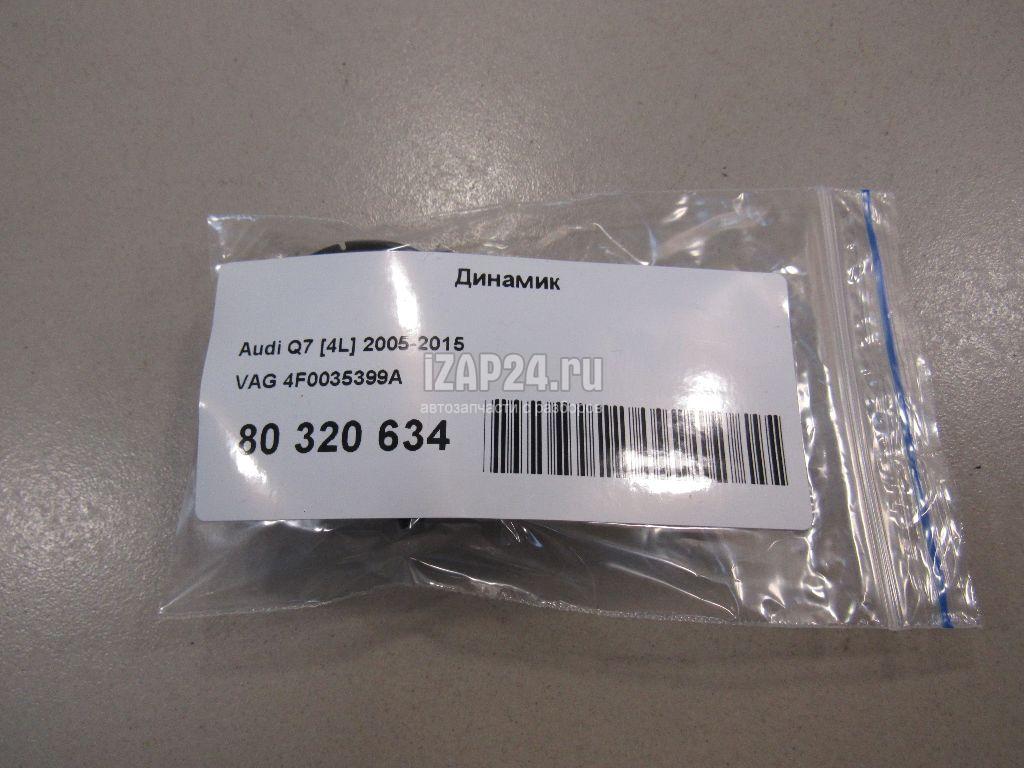 Динамик
Audi Q7 [4L] 2005-2015
VAG 4F0035399A
iZAP24.ru
автозапчасти с разборов
80 320 634